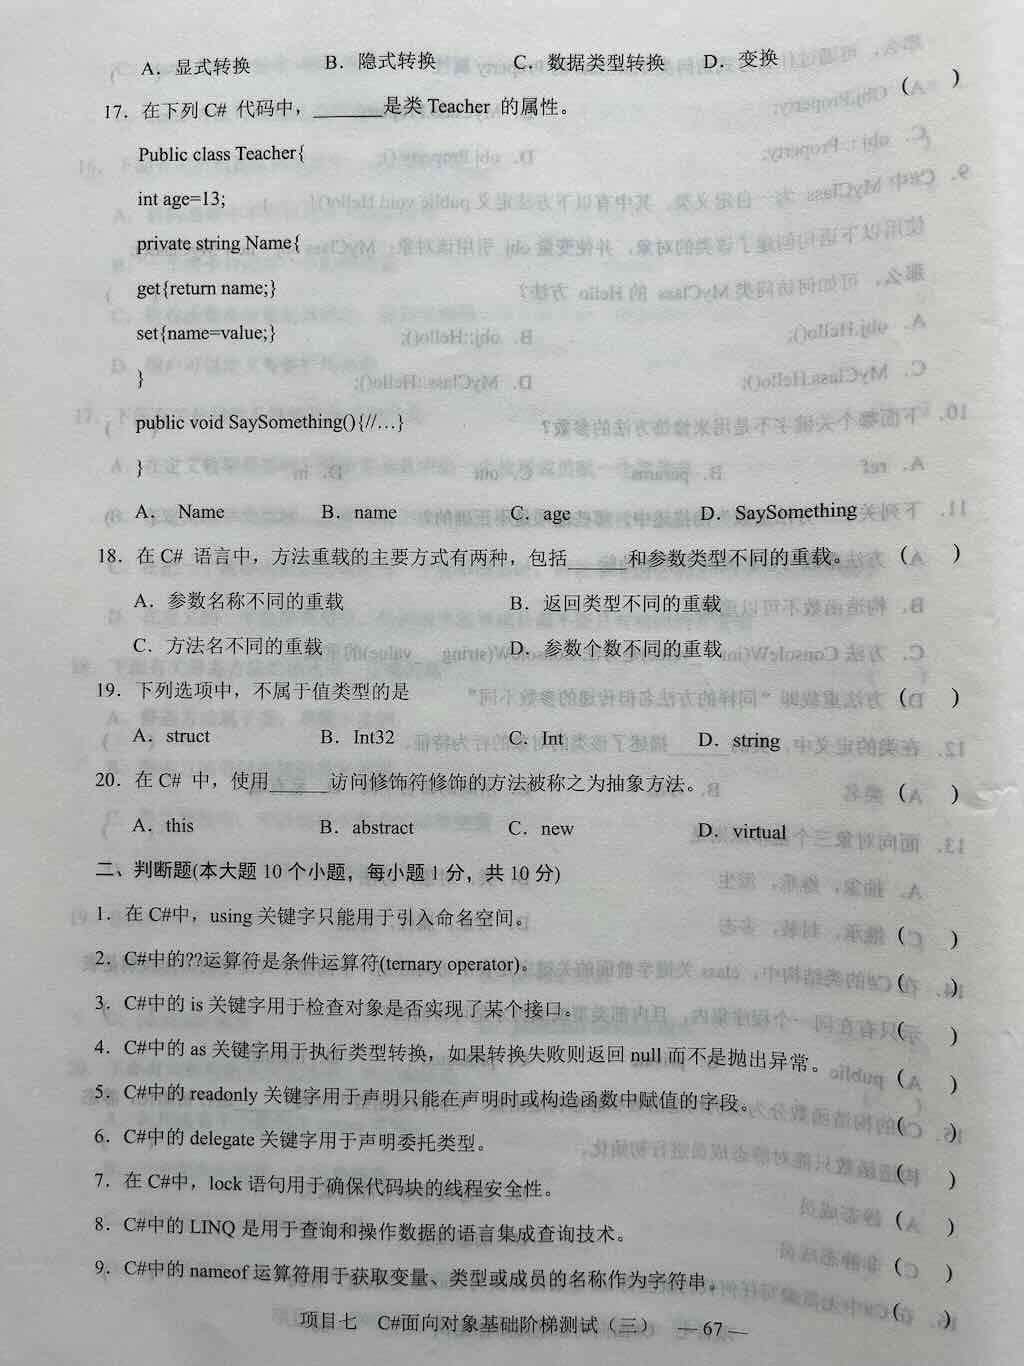 A．显式转换 B．隐式转换 C．数据类型转换 D．变换
17．在下列 C# 代码中，_______是类 Teacher 的属性。 （ ）
Public class Teacher{
int age=13;
private string Name{
get{return name;}
set{name=value;}
}
public void SaySomething(){//…}
}
A． Name B．name C．age D．SaySomething
18．在 C# 语言中，方法重载的主要方式有两种，包括______和参数类型不同的重载。 （ ）
A．参数名称不同的重载 B．返回类型不同的重载
C．方法名不同的重载 D．参数个数不同的重载
19．下列选项中，不属于值类型的是 （ ）
A．struct B．Int32 C．Int D．string
20．在 C# 中，使用______访问修饰符修饰的方法被称之为抽象方法。 （ ）
A．this B．abstract C．new D．virtual
二、判断题(本大题 10 个小题，每小题 1 分，共 10 分)
1．在 C#中，using 关键字只能用于引入命名空间。 （ ）
2．C#中的??运算符是条件运算符(ternary operator)。 （ ）
3．C#中的 is 关键字用于检查对象是否实现了某个接口。 （ ）
4．C#中的 as 关键字用于执行类型转换，如果转换失败则返回 null 而不是抛出异常。 （ ）
5．C#中的 readonly 关键字用于声明只能在声明时或构造函数中赋值的字段。 （ ）
6．C#中的 delegate 关键字用于声明委托类型。 （ ）
7．在 C#中，lock 语句用于确保代码块的线程安全性。 （ ）
8．C#中的 LINQ 是用于查询和操作数据的语言集成查询技术。 （ ）
9．C#中的 nameof 运算符用于获取变量、类型或成员的名称作为字符串。 （ ）
项目七 C#面向对象基础阶梯测试（三） — 67 —